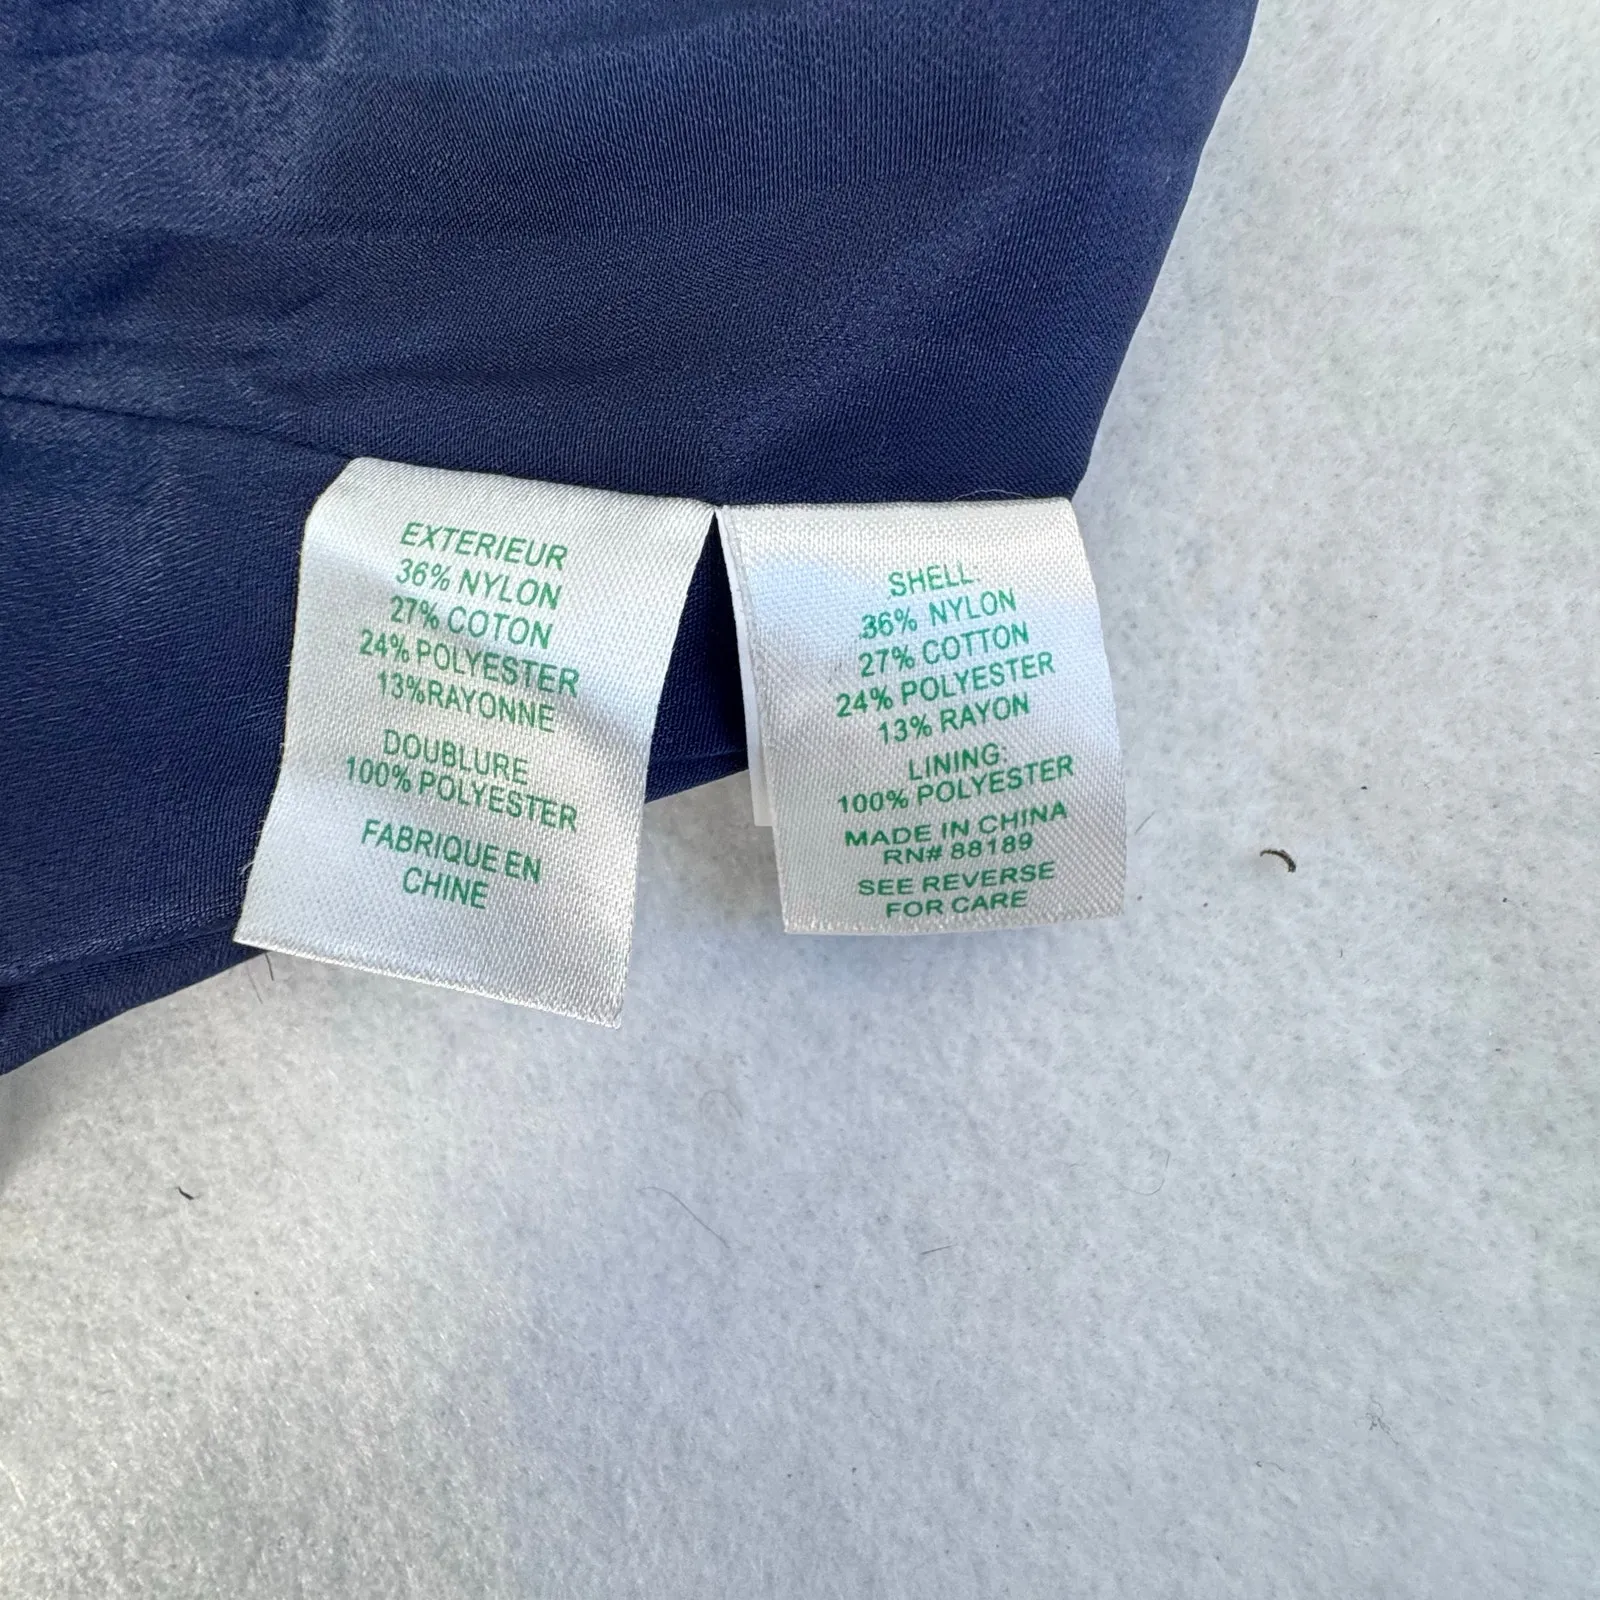 EXTERIEUR
36% NYLON
27% COTON
24% POLYESTER
13%RAYONNE
DOUBLURE
100% POLYESTER
FABRIQUE EN
CHINE
SHELL:
36% NYLON
27% COTTON
24% POLYESTER
13% RAYON
LINING:
100% POLYESTER
MADE IN CHINA
RN# 88189
SEE REVERSE
FOR CARE